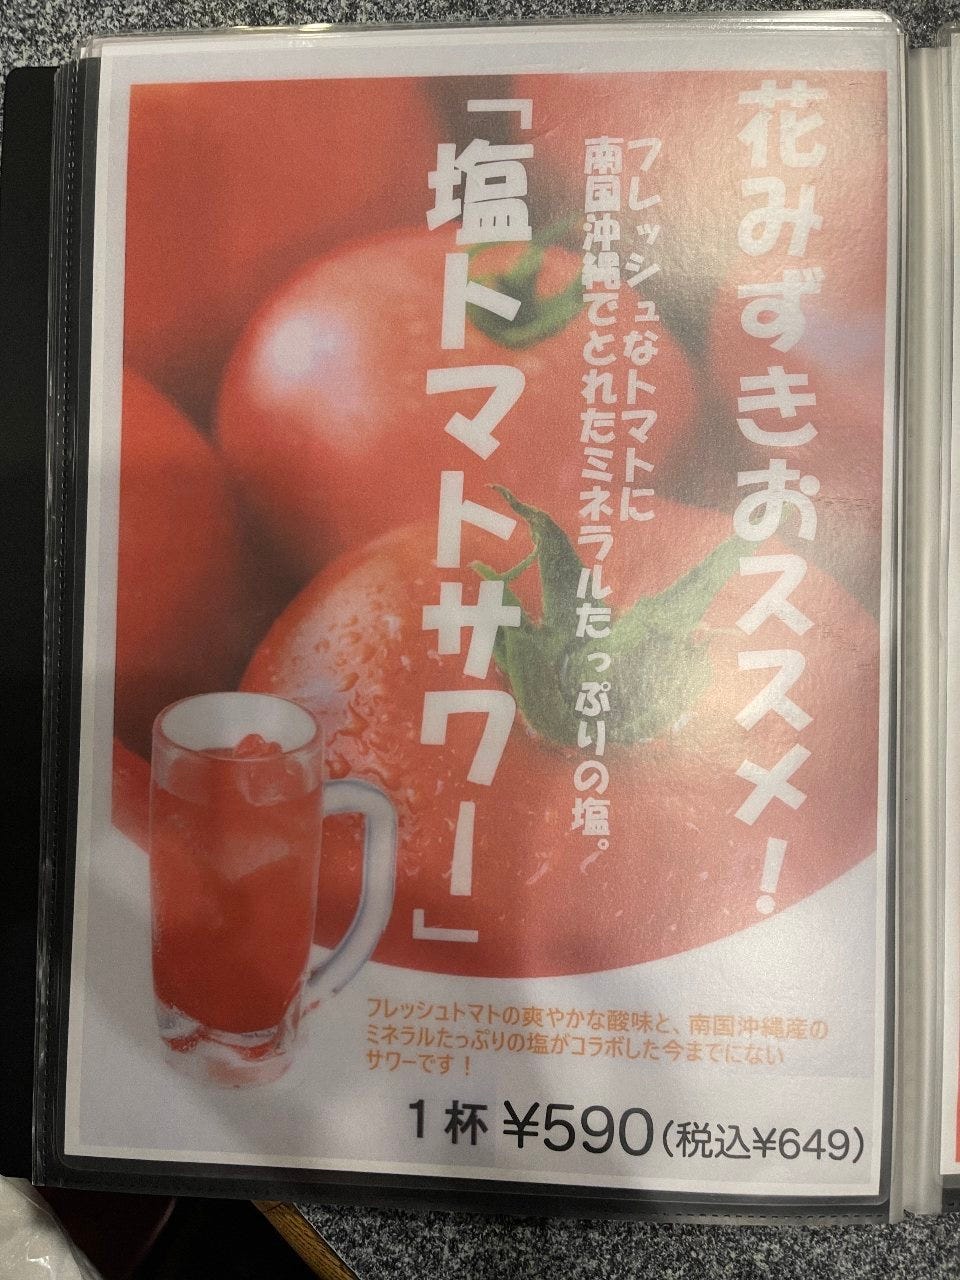 花みずきおススメ！
フレッシュなトマトに
南国沖縄でとれたミネラルたっぷりの塩。
「塩トマトサワー」
フレッシュトマトの爽やかな酸味と、南国沖縄産の
ミネラルたっぷりの塩がコラボした今までにない
サワーです！
1杯 ¥590(税込¥649)